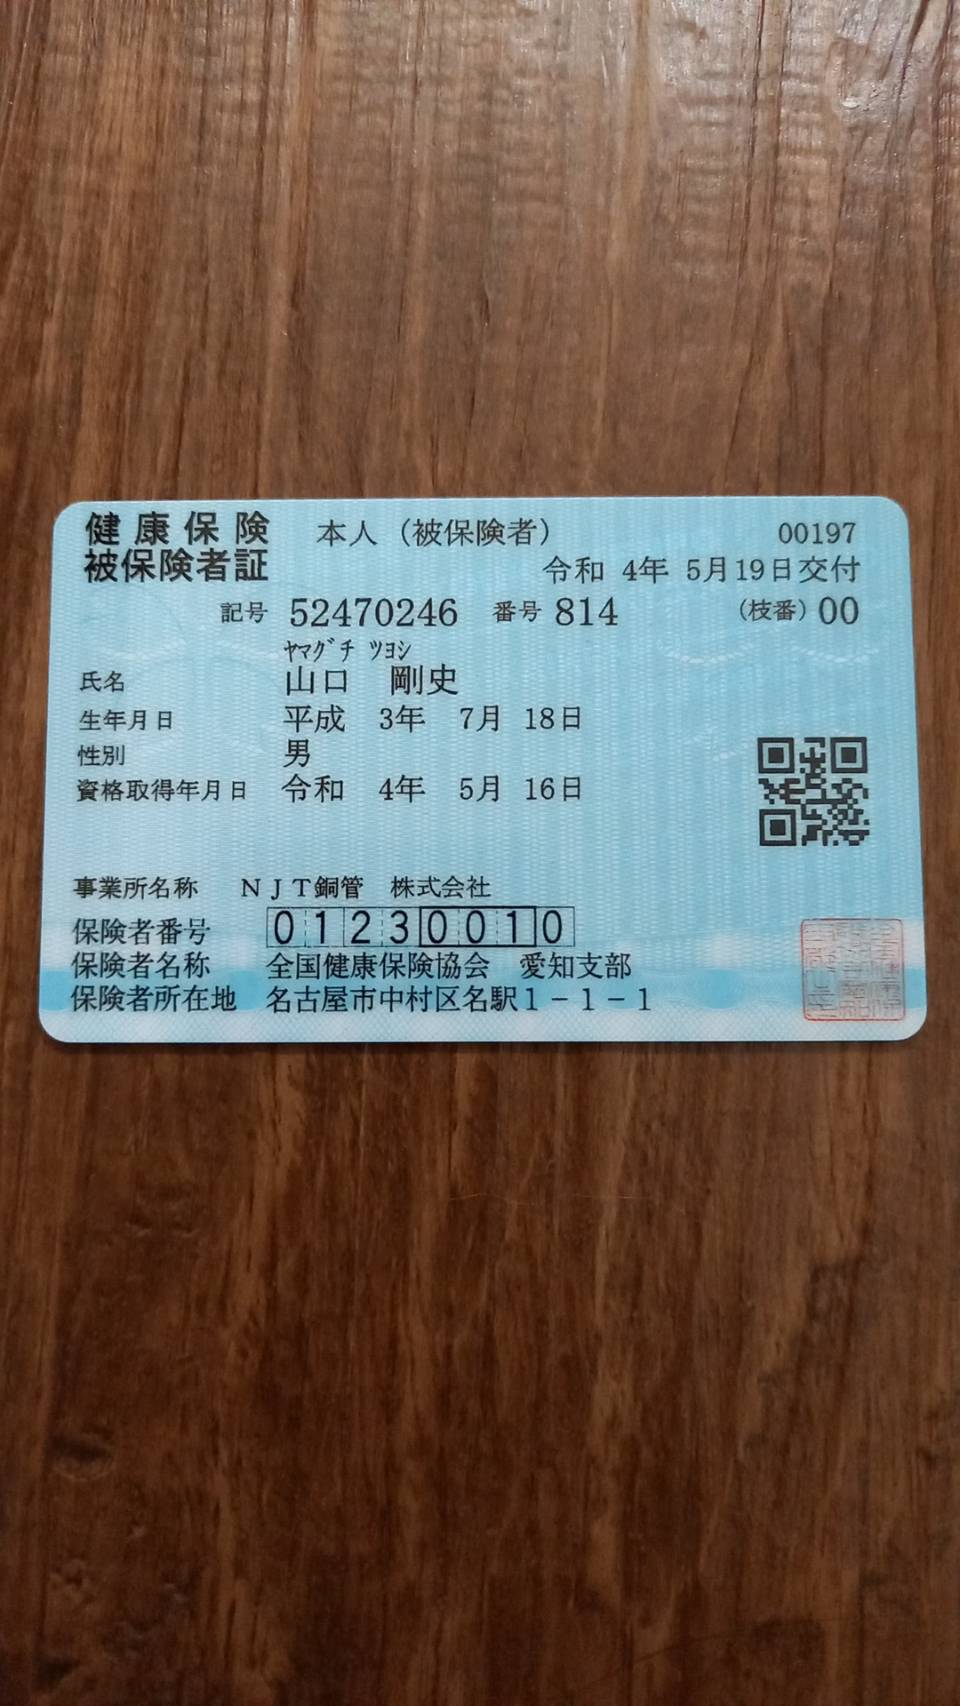 健康保険 本人（被保険者） 00197
被保険者証 令和 4年 5月19日交付
記号 52470246 番号 814 （枝番）00
ﾔﾏｸﾞﾁ ﾂﾖｼ
氏名 山口 剛史
生年月日 平成 3年 7月 18日
性別 男
資格取得年月日 令和 4年 5月 16日
事業所名称 ＮＪＴ銅管 株式会社
保険者番号 01230010
保険者名称 全国健康保険協会 愛知支部
保険者所在地 名古屋市中村区名駅１－１－１